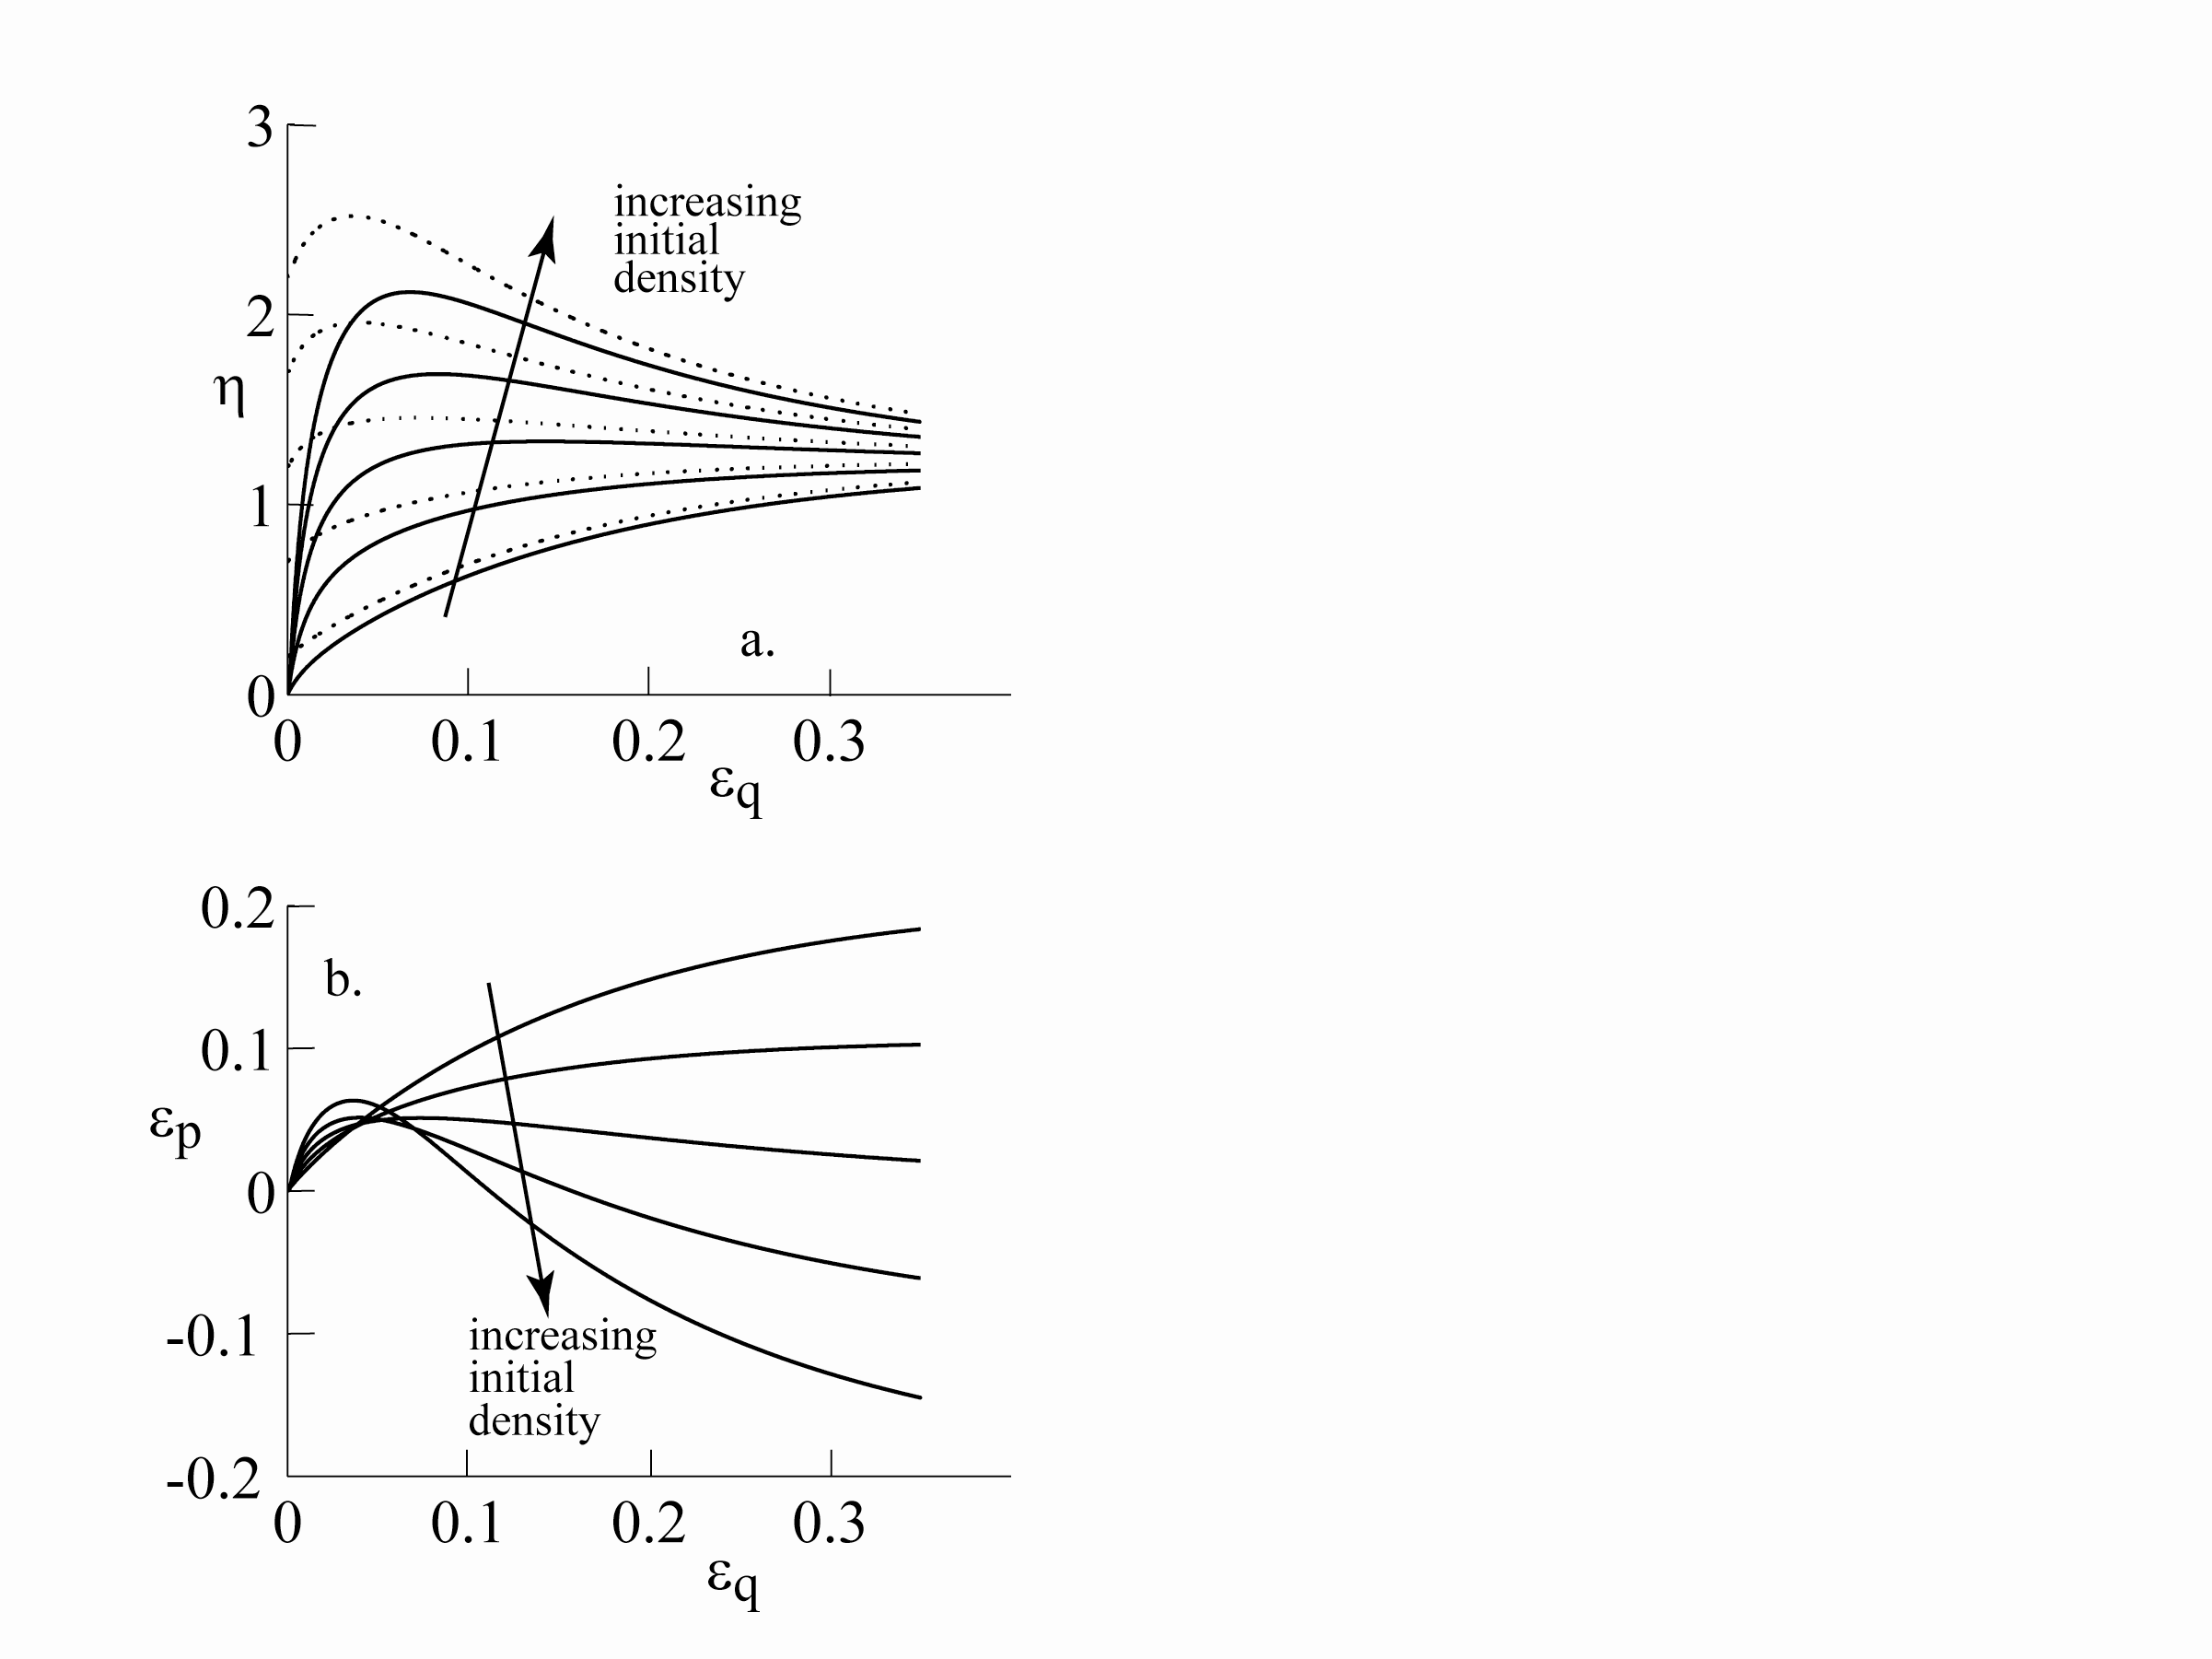 3
increasing
initial
density
2
η
1
a.
0
0 0.1 0.2 0.3
εq
0.2
b.
0.1
εp
0
-0.1
increasing
initial
density
-0.2
0 0.1 0.2 0.3
εq